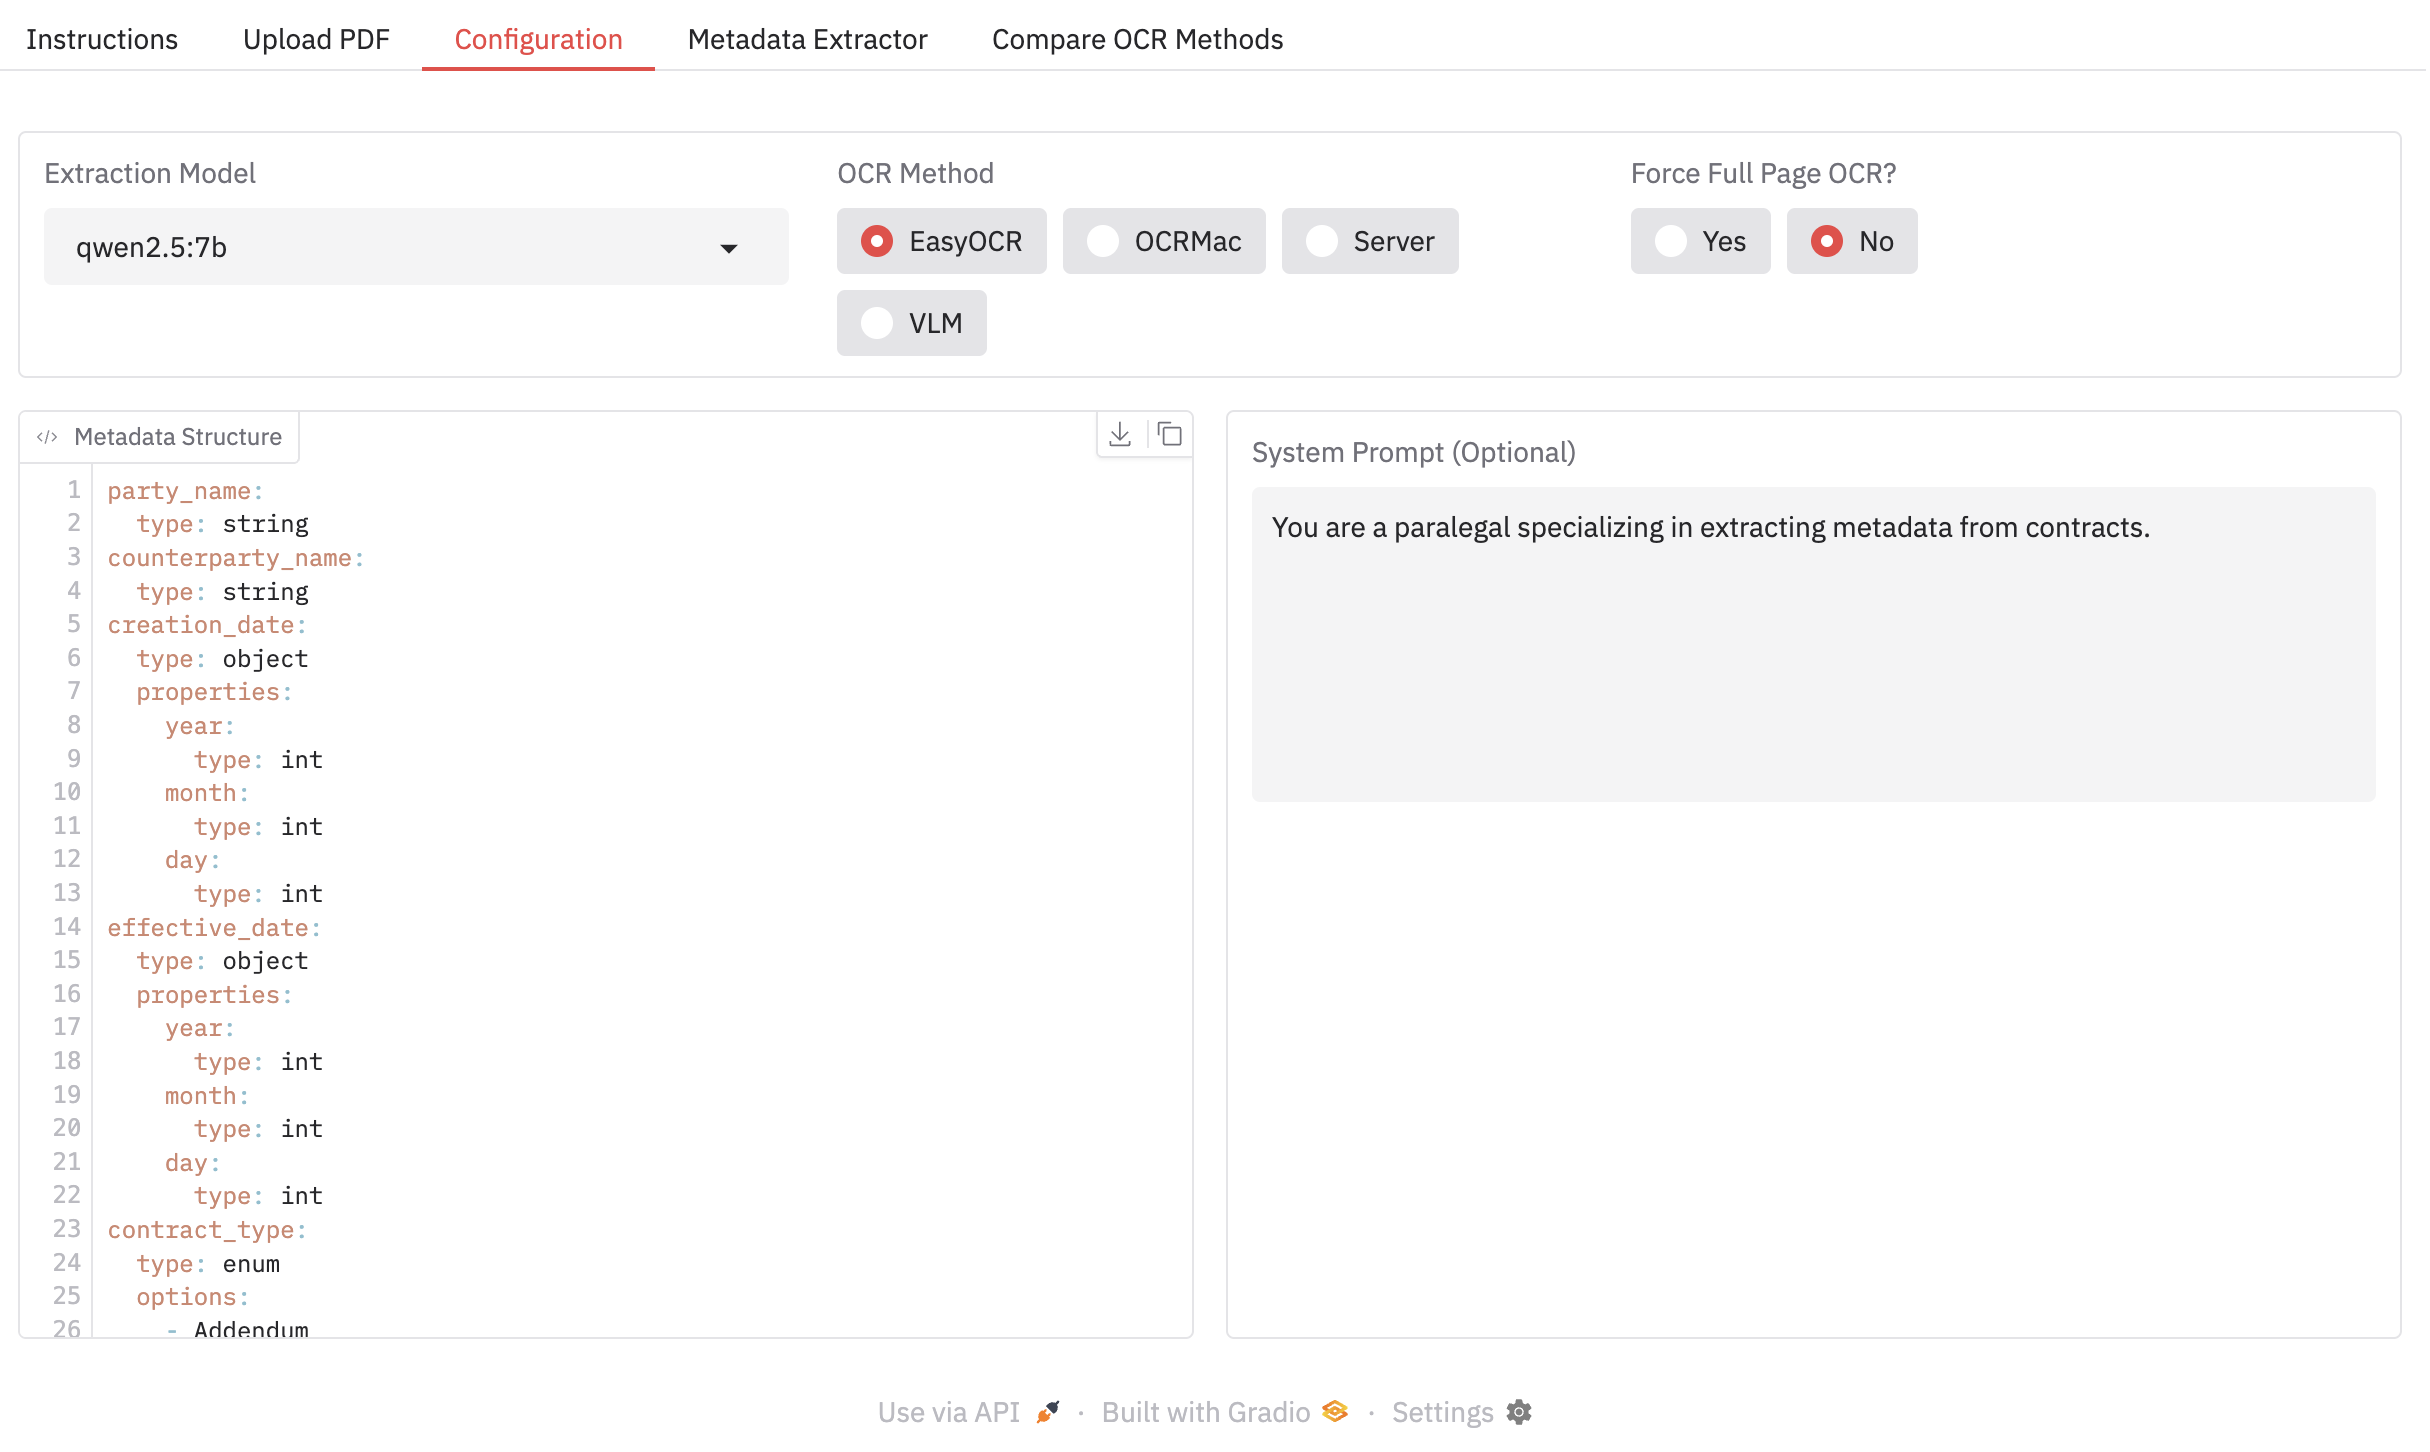 Instructions Upload PDF Configuration Metadata Extractor Compare OCR Methods
Extraction Model
qwen2.5:7b
OCR Method
EasyOCR OCRMac Server
VLM
Force Full Page OCR?
Yes No
</> Metadata Structure
1 party_name:
2   type: string
3 counterparty_name:
4   type: string
5 creation_date:
6   type: object
7   properties:
8     year:
9       type: int
10     month:
11       type: int
12     day:
13       type: int
14 effective_date:
15   type: object
16   properties:
17     year:
18       type: int
19     month:
20       type: int
21     day:
22       type: int
23 contract_type:
24   type: enum
25   options:
26     - Addendum
System Prompt (Optional)
You are a paralegal specializing in extracting metadata from contracts.
Use via API · Built with Gradio · Settings